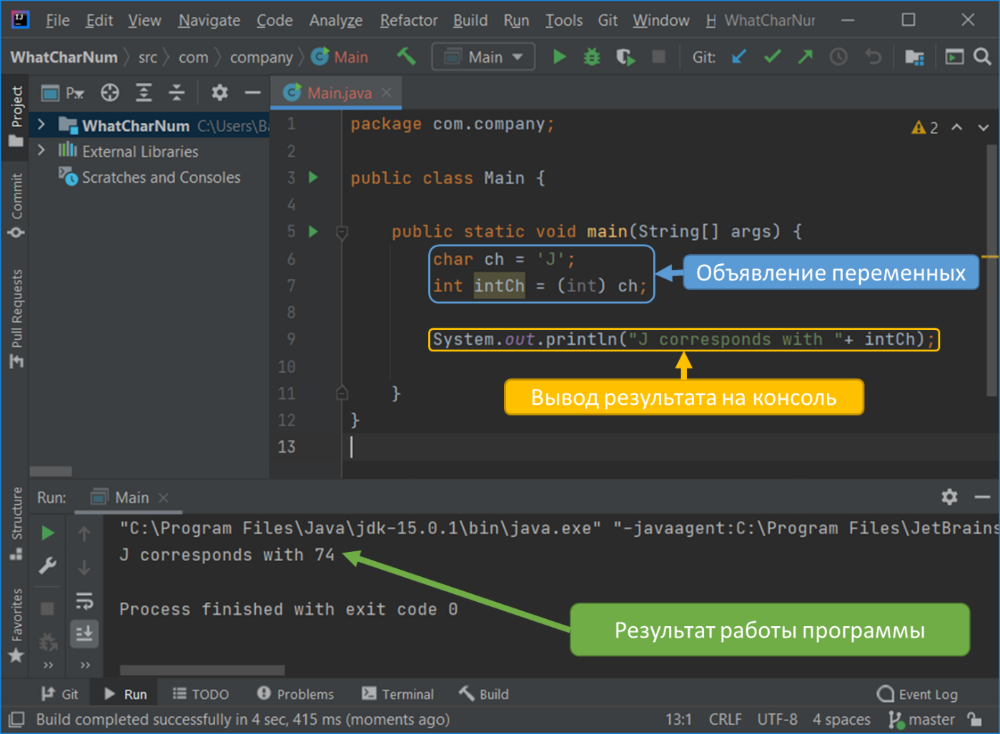 File Edit View Navigate Code Analyze Refactor Build Run Tools Git Window H WhatCharNur
WhatCharNum src com company Main Main Git:
Project
Commit
Pull Requests
Structure
Favorites
P
WhatCharNum C:\Users\Ba
External Libraries
Scratches and Consoles
Main.java
2
1 package com.company;
2
3 public class Main {
4
5 public static void main(String[] args) {
6 char ch = 'J';
7 int intCh = (int) ch;
Объявление переменных
8
9 System.out.println("J corresponds with "+ intCh);
10
Вывод результата на консоль
11 }
12 }
13
Run: Main
"C:\Program Files\Java\jdk-15.0.1\bin\java.exe" "-javaagent:C:\Program Files\JetBrains
J corresponds with 74
Process finished with exit code 0
Результат работы программы
Git Run TODO Problems Terminal Build Event Log
Build completed successfully in 4 sec, 415 ms (moments ago) 13:1 CRLF UTF-8 4 spaces master